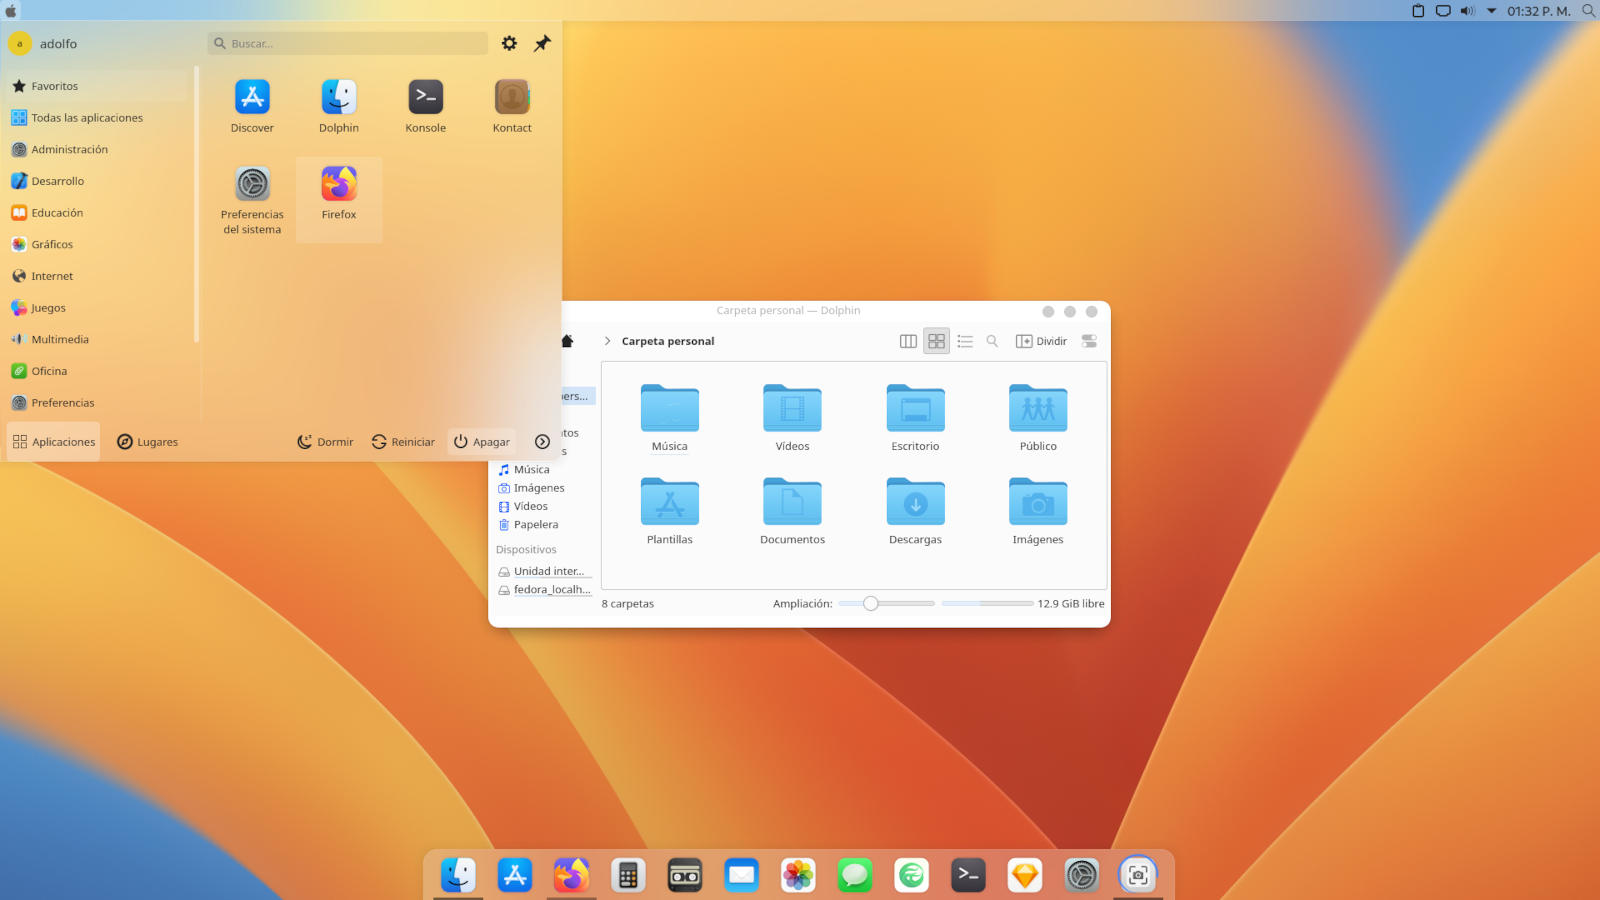 01:32 P. M.
a
adolfo
Buscar...
Favoritos
Todas las aplicaciones
Administración
Desarrollo
Educación
Gráficos
Internet
Juegos
Multimedia
Oficina
Preferencias
Discover
Dolphin
Konsole
Kontact
Preferencias
del sistema
Firefox
Aplicaciones
Lugares
Dormir
Reiniciar
Apagar
Carpeta personal — Dolphin
Carpeta personal
Dividir
Música
Imágenes
Vídeos
Papelera
Dispositivos
Unidad inter...
fedora_localh...
Música
Vídeos
Escritorio
Público
Plantillas
Documentos
Descargas
Imágenes
8 carpetas
Ampliación:
12.9 GiB libre